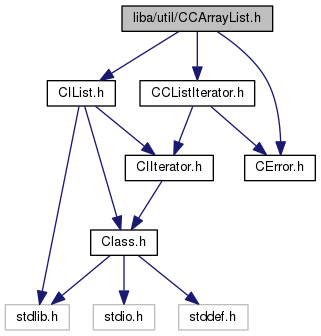 liba/util/CCArrayList.h
CIList.h
CCListIterator.h
CIIterator.h
CError.h
Class.h
stdlib.h
stdio.h
stddef.h